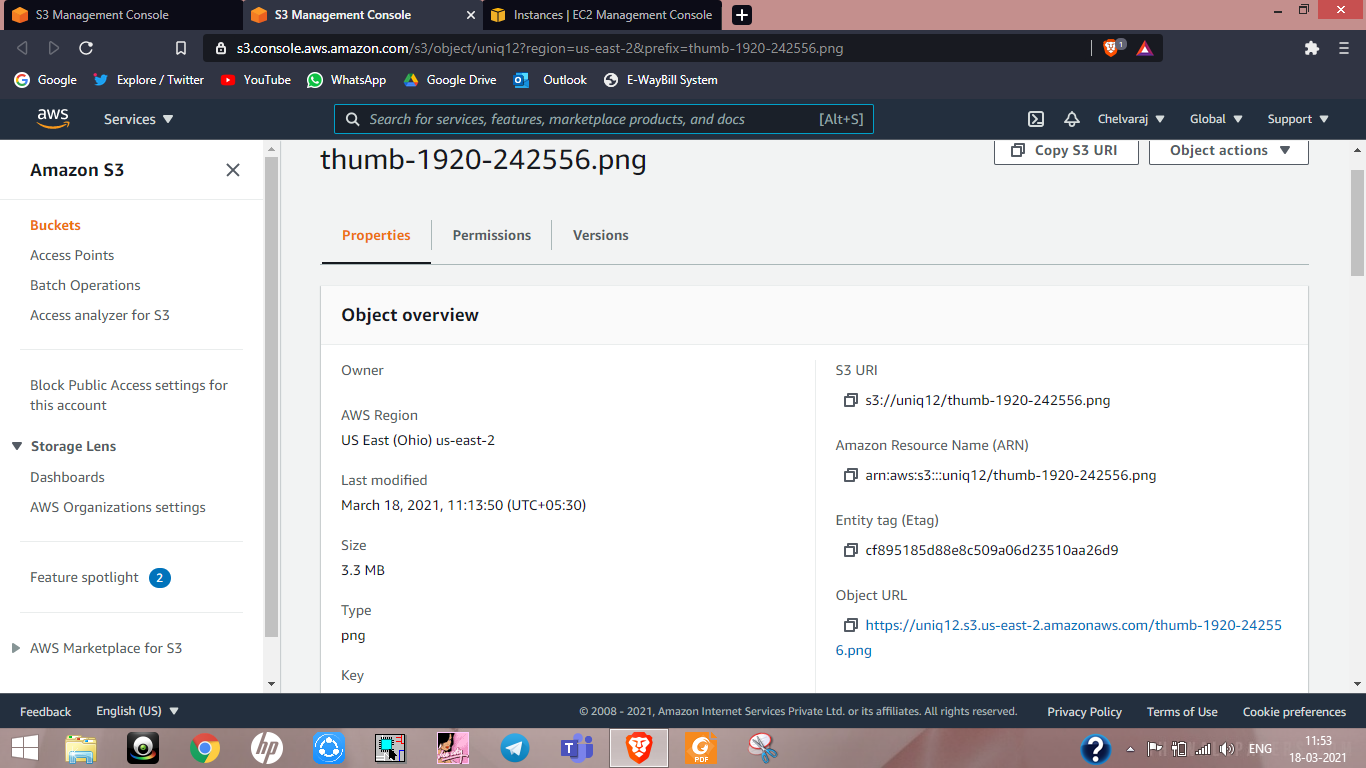 S3 Management Console
S3 Management Console
Instances | EC2 Management Console
s3.console.aws.amazon.com/s3/object/uniq12?region=us-east-2&prefix=thumb-1920-242556.png
1
Google
Explore / Twitter
YouTube
WhatsApp
Google Drive
Outlook
E-WayBill System
aws
Services
Search for services, features, marketplace products, and docs
[Alt+S]
Chelvaraj
Global
Support
Amazon S3
Buckets
Access Points
Batch Operations
Access analyzer for S3
Block Public Access settings for
this account
Storage Lens
Dashboards
AWS Organizations settings
Feature spotlight
2
AWS Marketplace for S3
thumb-1920-242556.png
Copy S3 URI
Object actions
Properties
Permissions
Versions
Object overview
Owner
AWS Region
US East (Ohio) us-east-2
Last modified
March 18, 2021, 11:13:50 (UTC+05:30)
Size
3.3 MB
Type
png
Key
S3 URI
s3://uniq12/thumb-1920-242556.png
Amazon Resource Name (ARN)
arn:aws:s3:::uniq12/thumb-1920-242556.png
Entity tag (Etag)
cf895185d88e8c509a06d23510aa26d9
Object URL
https://uniq12.s3.us-east-2.amazonaws.com/thumb-1920-24255
6.png
Feedback
English (US)
© 2008 - 2021, Amazon Internet Services Private Ltd. or its affiliates. All rights reserved.
Privacy Policy
Terms of Use
Cookie preferences
hp
PDF
ENG
11:53
18-03-2021